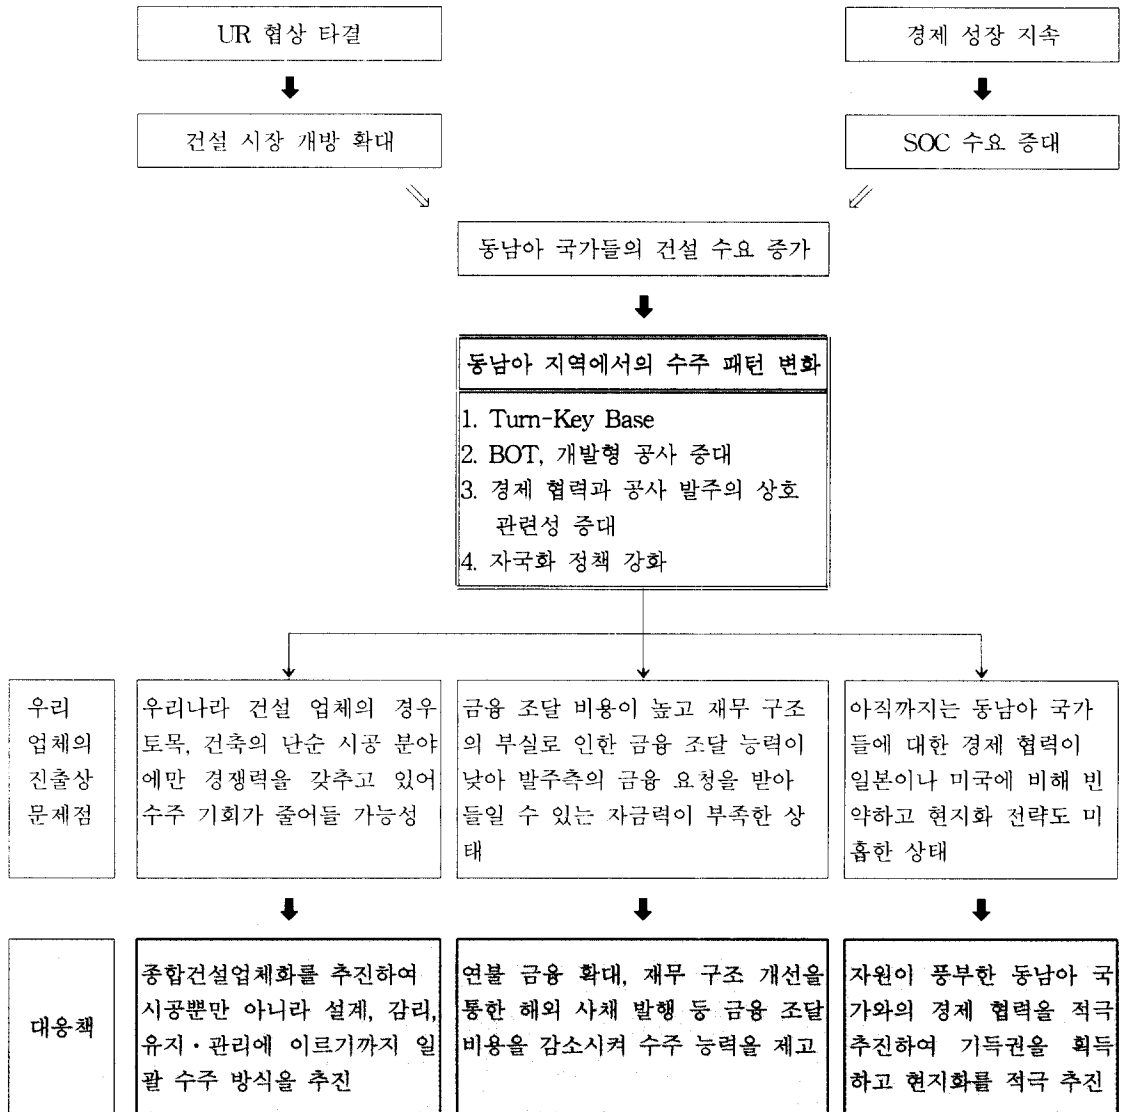 UR 협상 타결
경제 성장 지속
건설 시장 개방 확대
SOC 수요 증대
동남아 국가들의 건설 수요 증가
동남아 지역에서의 수주 패턴 변화
1. Turn-Key Base
2. BOT, 개발형 공사 증대
3. 경제 협력과 공사 발주의 상호
관련성 증대
4. 자국화 정책 강화
우리
업체의
진출상
문제점
우리나라 건설 업체의 경우
토목, 건축의 단순 시공 분야
에만 경쟁력을 갖추고 있어
수주 기회가 줄어들 가능성
금융 조달 비용이 높고 재무 구조
의 부실로 인한 금융 조달 능력이
낮아 발주측의 금융 요청을 받아
들일 수 있는 자금력이 부족한 상
태
아직까지는 동남아 국가
들에 대한 경제 협력이
일본이나 미국에 비해 빈
약하고 현지화 전략도 미
흡한 상태
대응책
종합건설업체화를 추진하여
시공뿐만 아니라 설계, 감리,
유지·관리에 이르기까지 일
괄 수주 방식을 추진
연불 금융 확대, 재무 구조 개선을
통한 해외 사채 발행 등 금융 조달
비용을 감소시켜 수주 능력을 제고
자원이 풍부한 동남아 국
가와의 경제 협력을 적극
추진하여 기득권을 획득
하고 현지화를 적극 추진